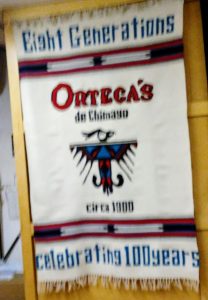 Eight Generations
ORTEGA'S
de Chimayo
circa 1900
celebrating 100 years